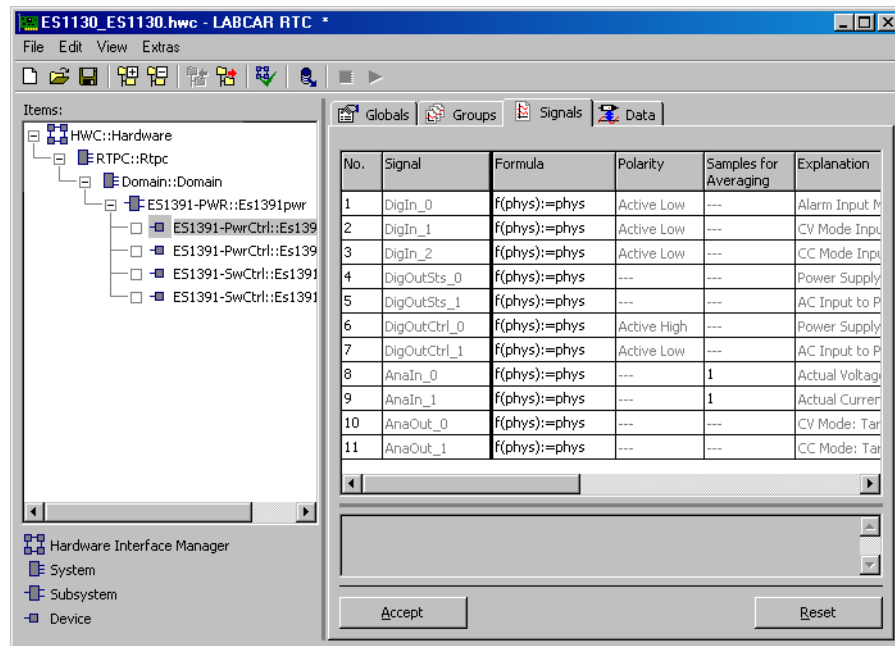 ES1130_ES1130.hwc - LABCAR RTC *
File Edit View Extras
Items:
HWC::Hardware
RTPC::Rtpc
Domain::Domain
ES1391-PWR::Es1391pwr
ES1391-PwrCtrl::Es139
ES1391-PwrCtrl::Es139
ES1391-SwCtrl::Es1391
ES1391-SwCtrl::Es1391
Hardware Interface Manager
System
Subsystem
Device
Globals Groups Signals Data
No. Signal Formula Polarity Samples for Averaging Explanation
1 DigIn_0 f(phys):=phys Active Low --- Alarm Input M
2 DigIn_1 f(phys):=phys Active Low --- CV Mode Inpu
3 DigIn_2 f(phys):=phys Active Low --- CC Mode Inpu
4 DigOutSts_0 f(phys):=phys --- --- Power Supply
5 DigOutSts_1 f(phys):=phys --- --- AC Input to P
6 DigOutCtrl_0 f(phys):=phys Active High --- Power Supply
7 DigOutCtrl_1 f(phys):=phys Active Low --- AC Input to P
8 AnaIn_0 f(phys):=phys --- 1 Actual Voltag
9 AnaIn_1 f(phys):=phys --- 1 Actual Curren
10 AnaOut_0 f(phys):=phys --- --- CV Mode: Tar
11 AnaOut_1 f(phys):=phys --- --- CC Mode: Tar
Accept Reset